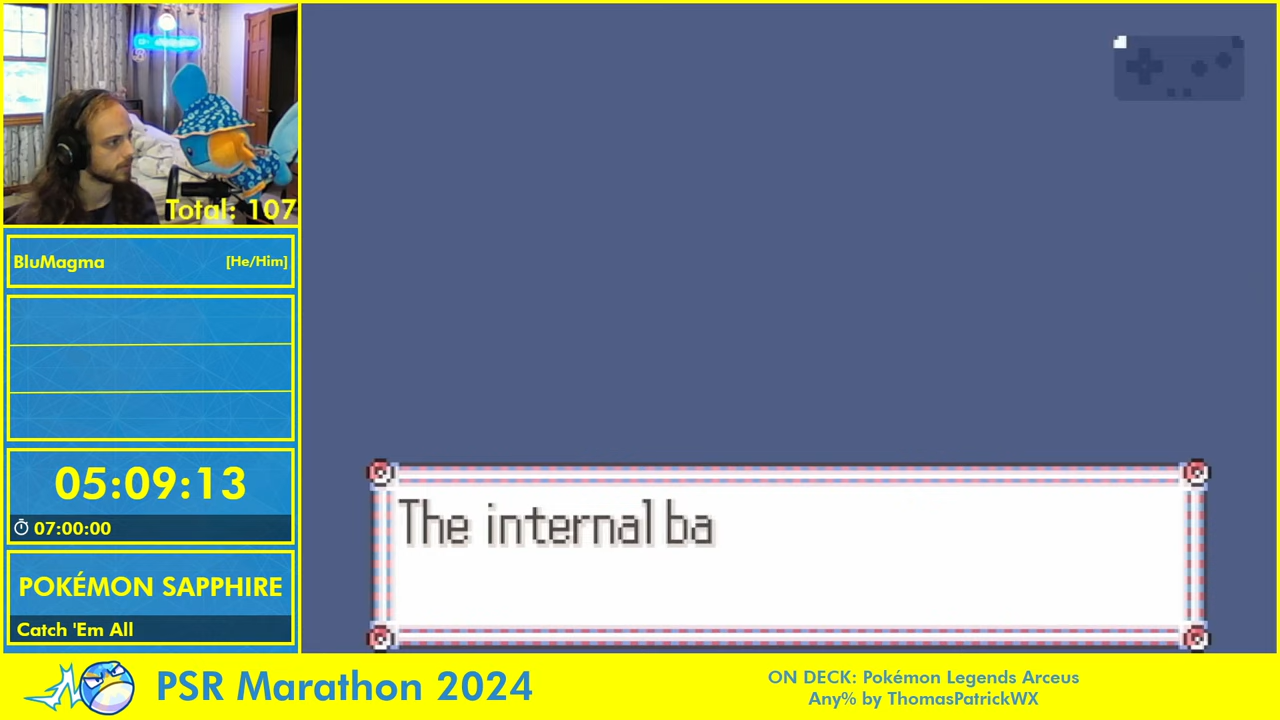 Total: 107
BluMagma [He/Him]
05:09:13
07:00:00
POKÉMON SAPPHIRE
Catch 'Em All
The internal ba
PSR Marathon 2024
ON DECK: Pokémon Legends Arceus
Any% by ThomasPatrickWX